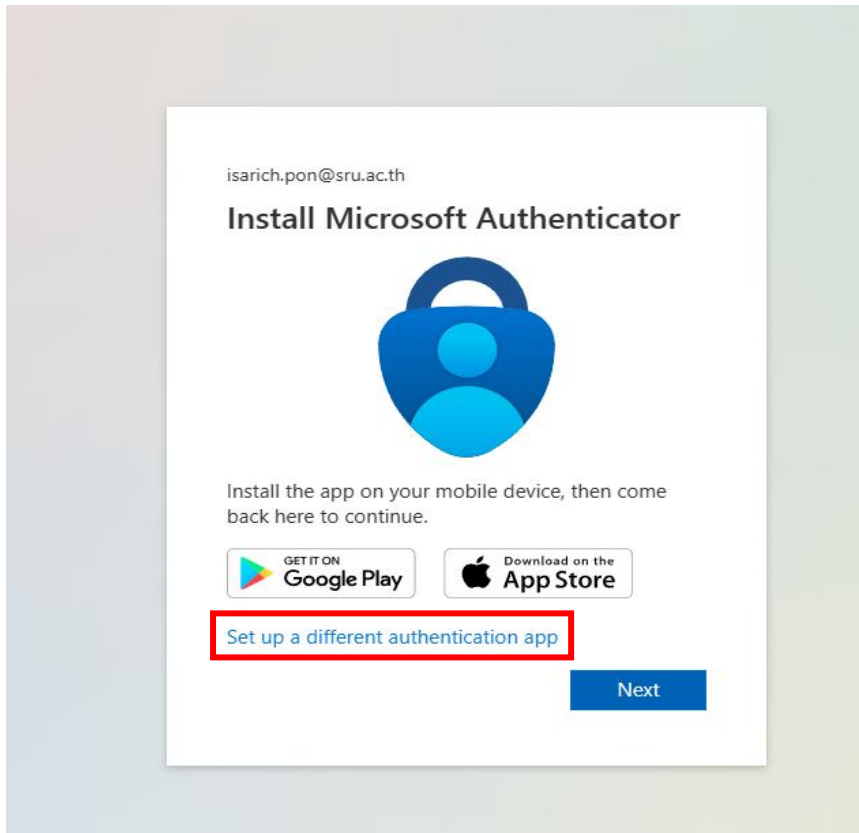 isarich.pon@sru.ac.th
Install Microsoft Authenticator
Install the app on your mobile device, then come
back here to continue.
GET IT ON
Google Play
Download on the
App Store
Set up a different authentication app
Next